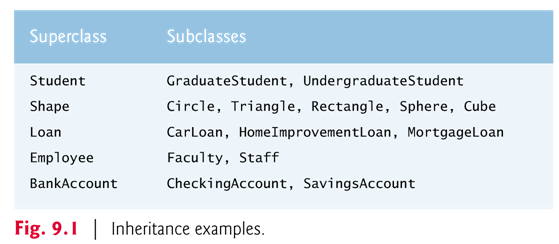 Superclass Subclasses
Student GraduateStudent, UndergraduateStudent
Shape Circle, Triangle, Rectangle, Sphere, Cube
Loan CarLoan, HomeImprovementLoan, MortgageLoan
Employee Faculty, Staff
BankAccount CheckingAccount, SavingsAccount
Fig. 9.1 | Inheritance examples.